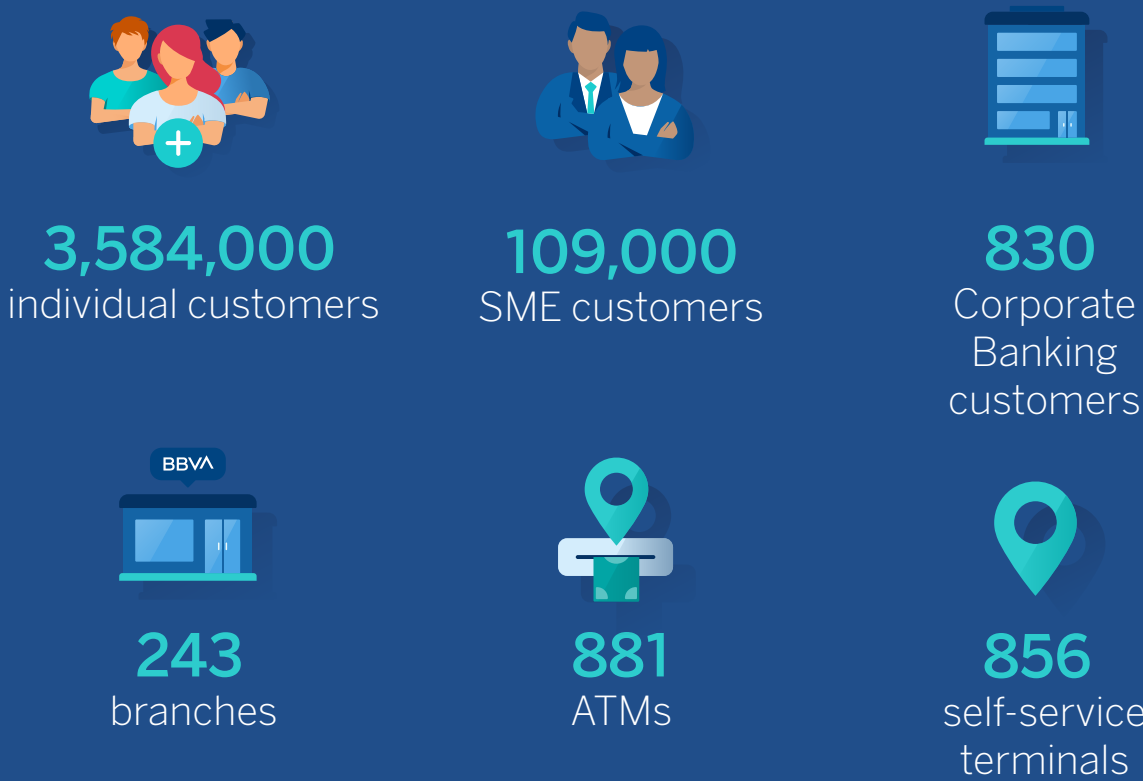 3,584,000
individual customers
109,000
SME customers
830
Corporate
Banking
customers
BBVA
243
branches
881
ATMs
856
self-service
terminals